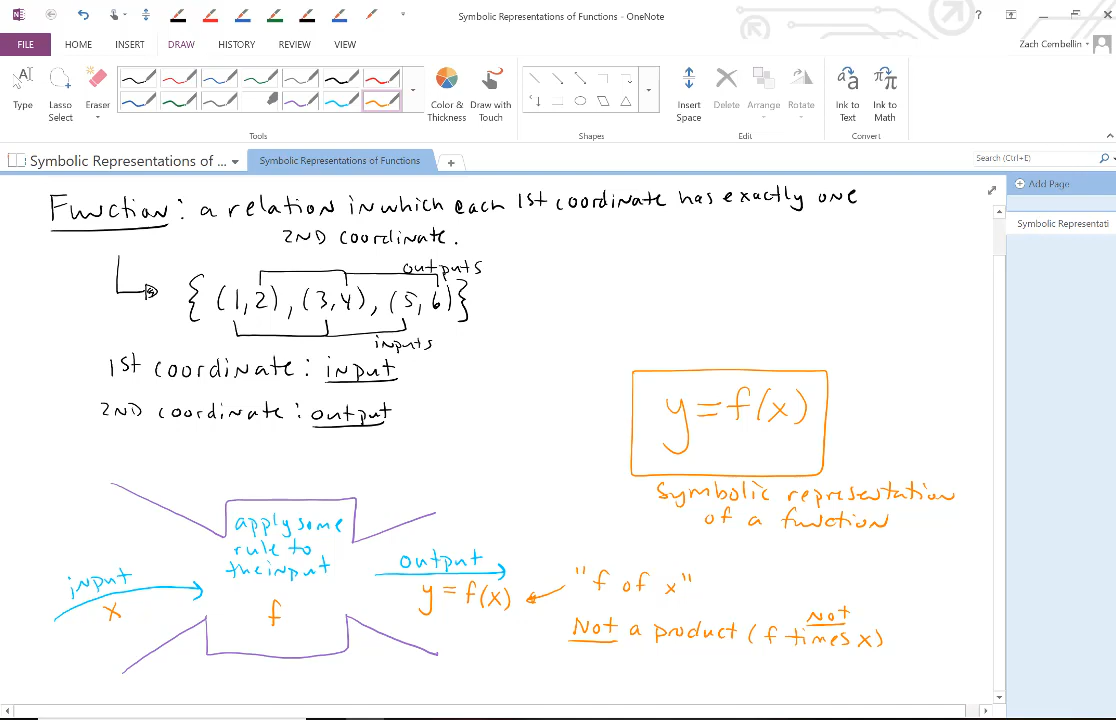 Symbolic Representations of Functions - OneNote
FILE HOME INSERT DRAW HISTORY REVIEW VIEW
Zach Cembellin
Type
Lasso Select
Eraser
Color & Thickness
Draw with Touch
Insert Space
Delete
Arrange
Rotate
Ink to Text
Ink to Math
Tools
Shapes
Edit
Convert
Symbolic Representations of ...
Symbolic Representations of Functions
Search (Ctrl+E)
Add Page
Symbolic Representati
Function: a relation in which each 1st coordinate has exactly one
2ND coordinate.
outputs
{(1,2), (3,4), (5,6)}
inputs
1st coordinate: input
2ND coordinate: output
y = f(x)
Symbolic representation
of a function
apply some
rule to
the input
f
input
x
output
y = f(x)
"f of x"
Not
Not a product (f times x)